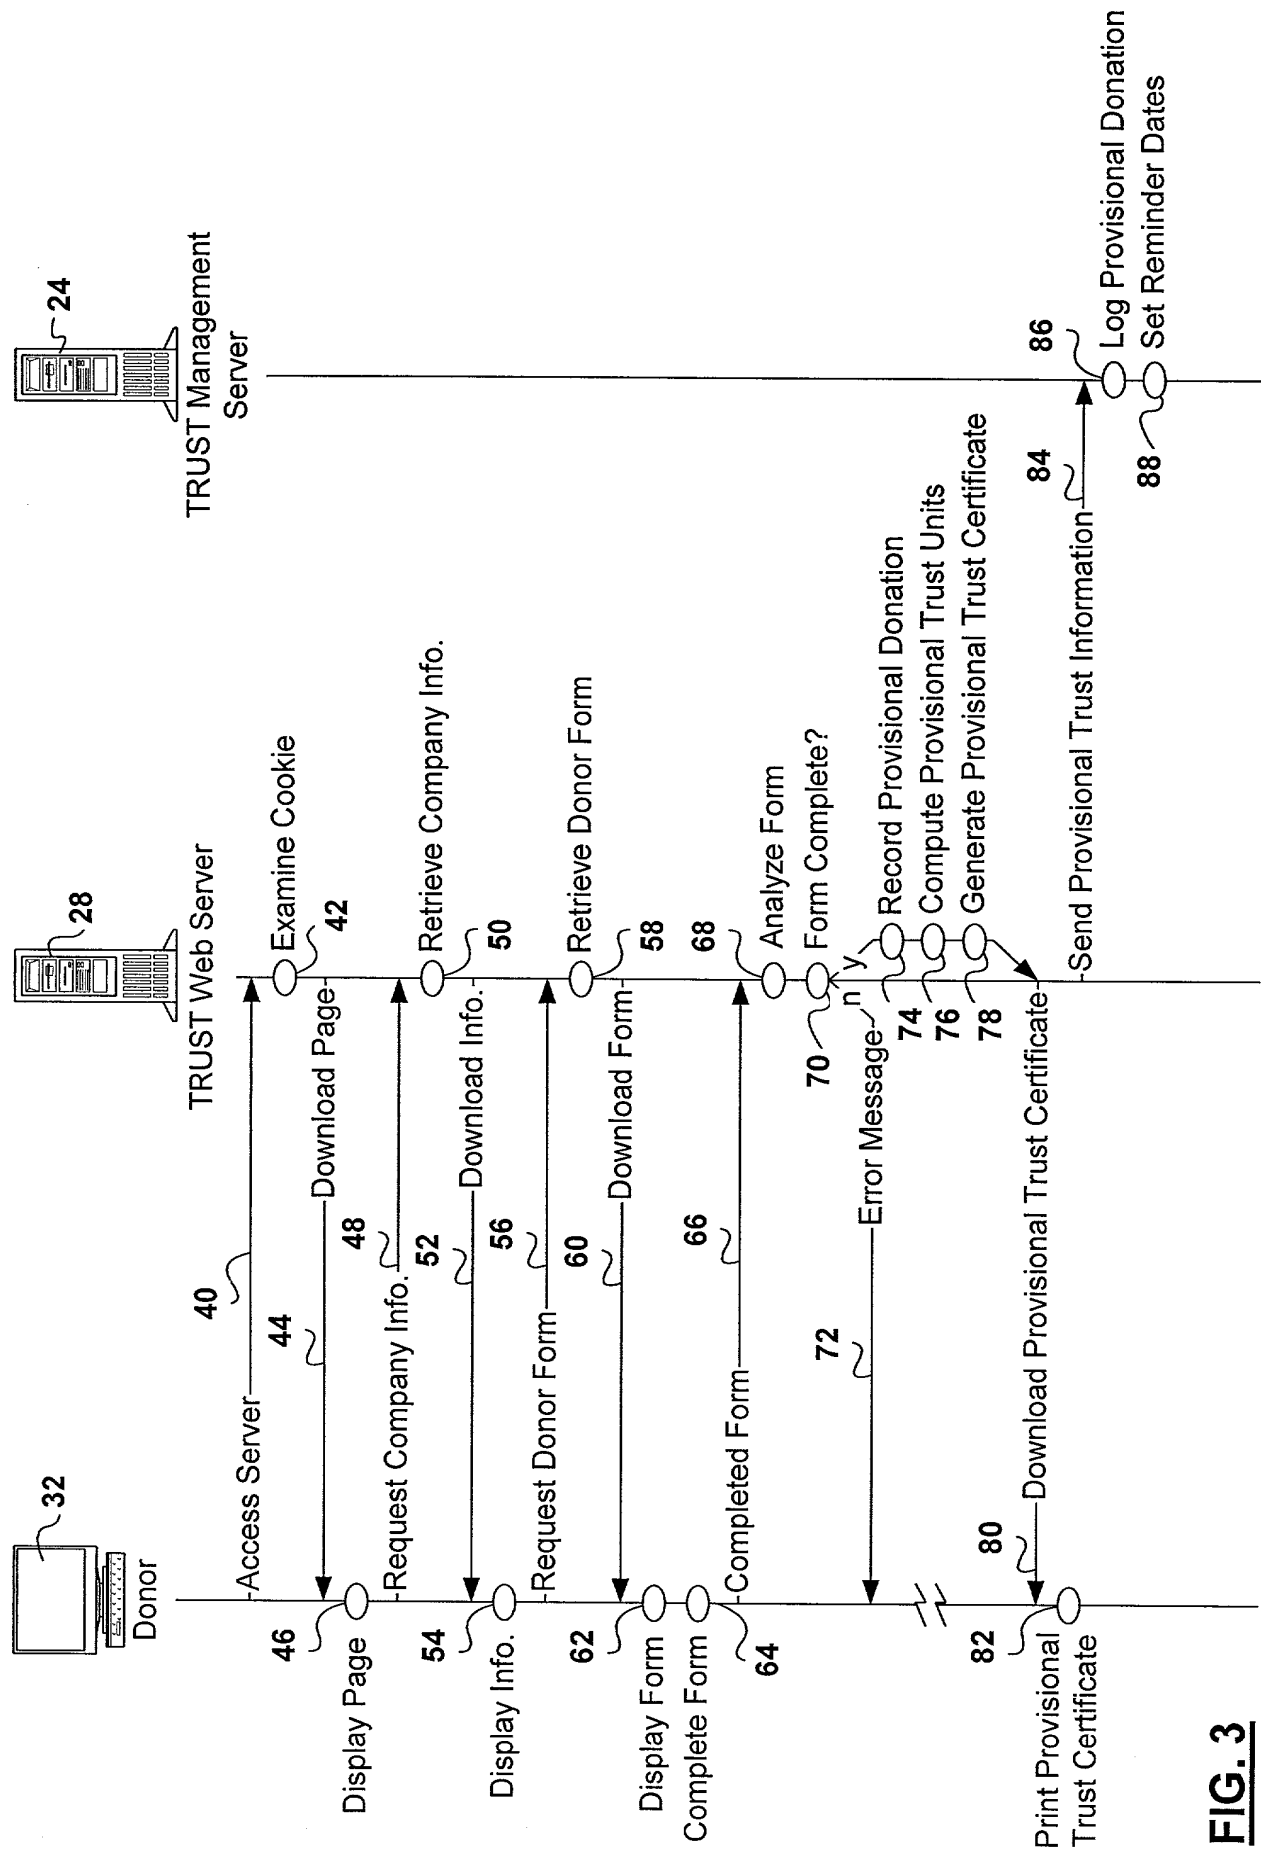 32
Donor
28
TRUST Web Server
24
TRUST Management
Server
Access Server
40
Examine Cookie
42
Download Page
44
46
Display Page
Request Company Info.
48
Retrieve Company Info.
50
Download Info.
52
54
Display Info.
Request Donor Form
56
Retrieve Donor Form
58
Download Form
60
62
Display Form
Complete Form
64
Completed Form
66
68
Analyze Form
Form Complete?
70
n
y
Error Message
72
Record Provisional Donation
74
Compute Provisional Trust Units
76
Generate Provisional Trust Certificate
78
Download Provisional Trust Certificate
80
82
Print Provisional
Trust Certificate
Send Provisional Trust Information
84
86
Log Provisional Donation
Set Reminder Dates
88
FIG. 3